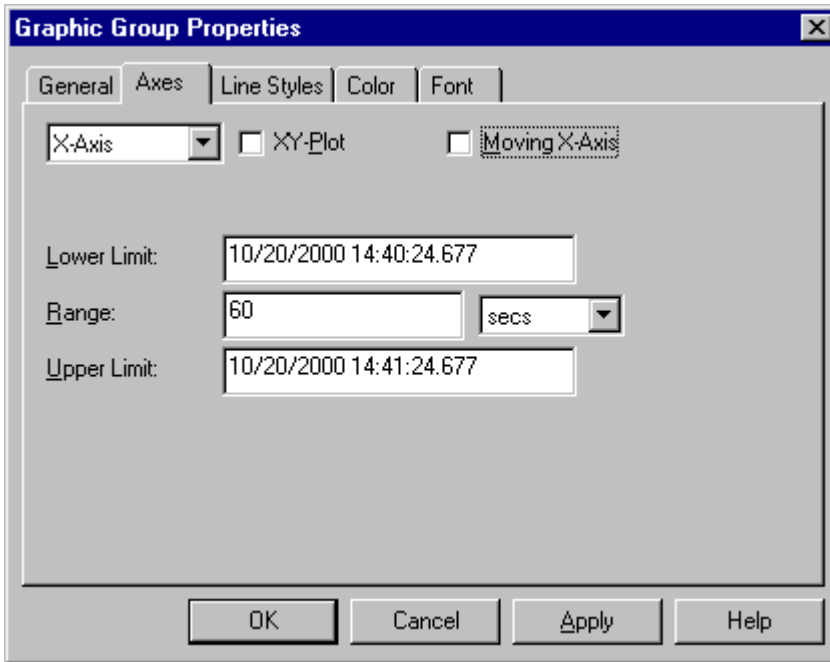 Graphic Group Properties
General Axes Line Styles Color Font
X-Axis XY-Plot Moving X-Axis
Lower Limit: 10/20/2000 14:40:24.677
Range: 60 secs
Upper Limit: 10/20/2000 14:41:24.677
OK Cancel Apply Help